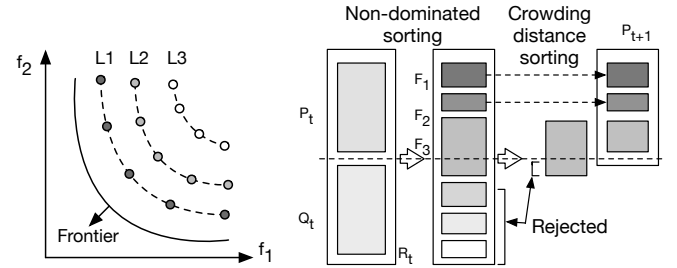 f2
L1 L2 L3
Frontier
f1
Non-dominated
sorting
Crowding
distance
sorting
Pt+1
Pt
F1
F2
F3
Qt
Rt
Rejected